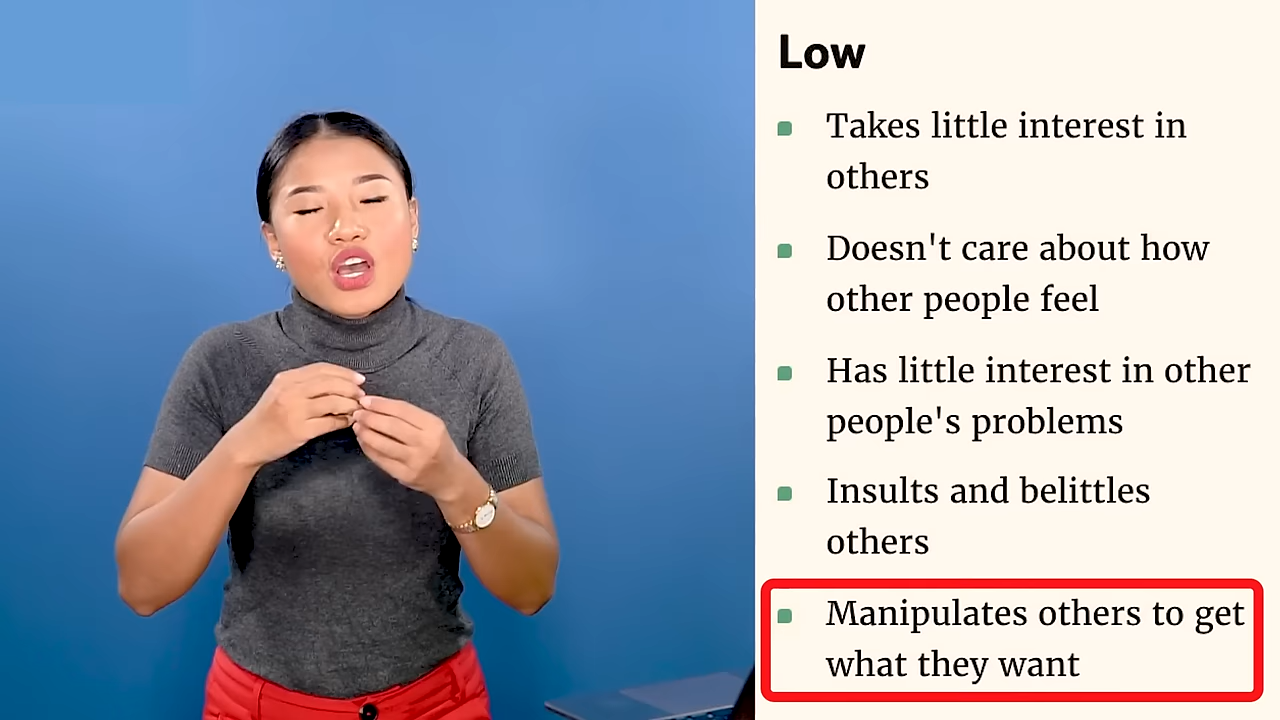 Low
Takes little interest in
others
Doesn't care about how
other people feel
Has little interest in other
people's problems
Insults and belittles
others
Manipulates others to get
what they want